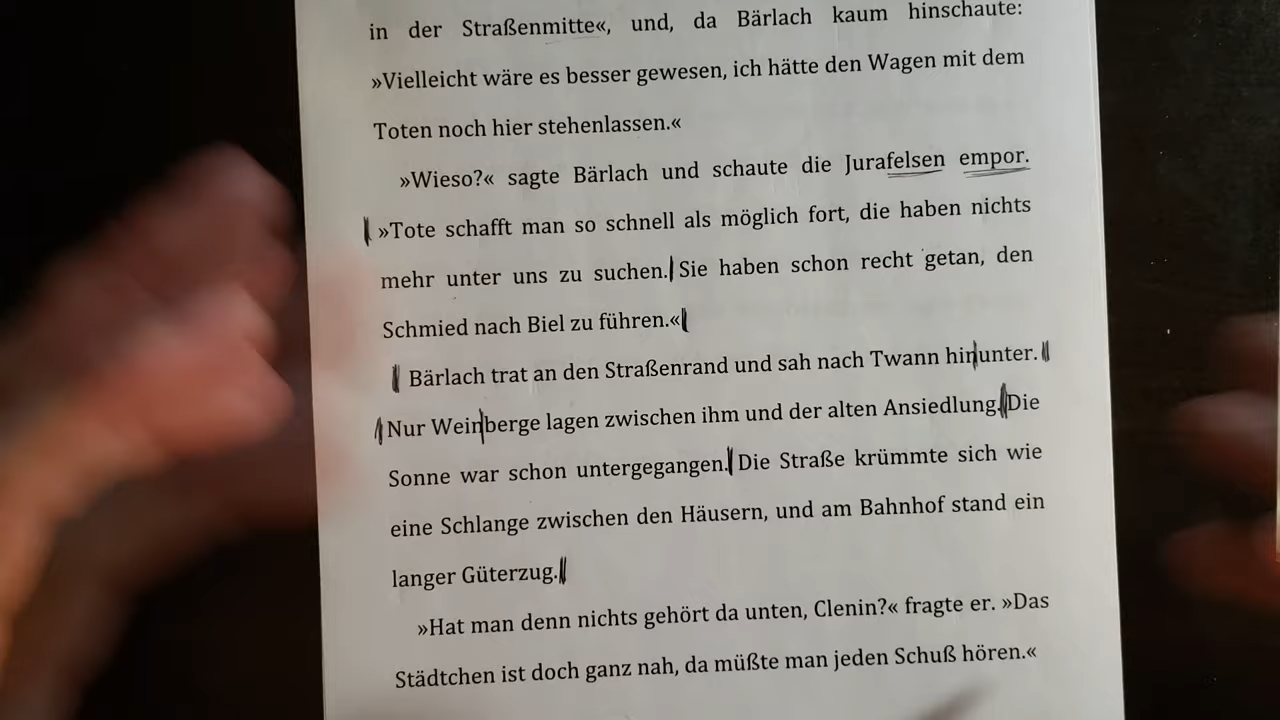 in der Straßenmitte«, und, da Bärlach kaum hinschaute:
»Vielleicht wäre es besser gewesen, ich hätte den Wagen mit dem
Toten noch hier stehenlassen.«
»Wieso?« sagte Bärlach und schaute die Jurafelsen empor.
»Tote schafft man so schnell als möglich fort, die haben nichts
mehr unter uns zu suchen. Sie haben schon recht getan, den
Schmied nach Biel zu führen.«
Bärlach trat an den Straßenrand und sah nach Twann hinunter.
Nur Weinberge lagen zwischen ihm und der alten Ansiedlung. Die
Sonne war schon untergegangen. Die Straße krümmte sich wie
eine Schlange zwischen den Häusern, und am Bahnhof stand ein
langer Güterzug.
»Hat man denn nichts gehört da unten, Clenin?« fragte er. »Das
Städtchen ist doch ganz nah, da müßte man jeden Schuß hören.«